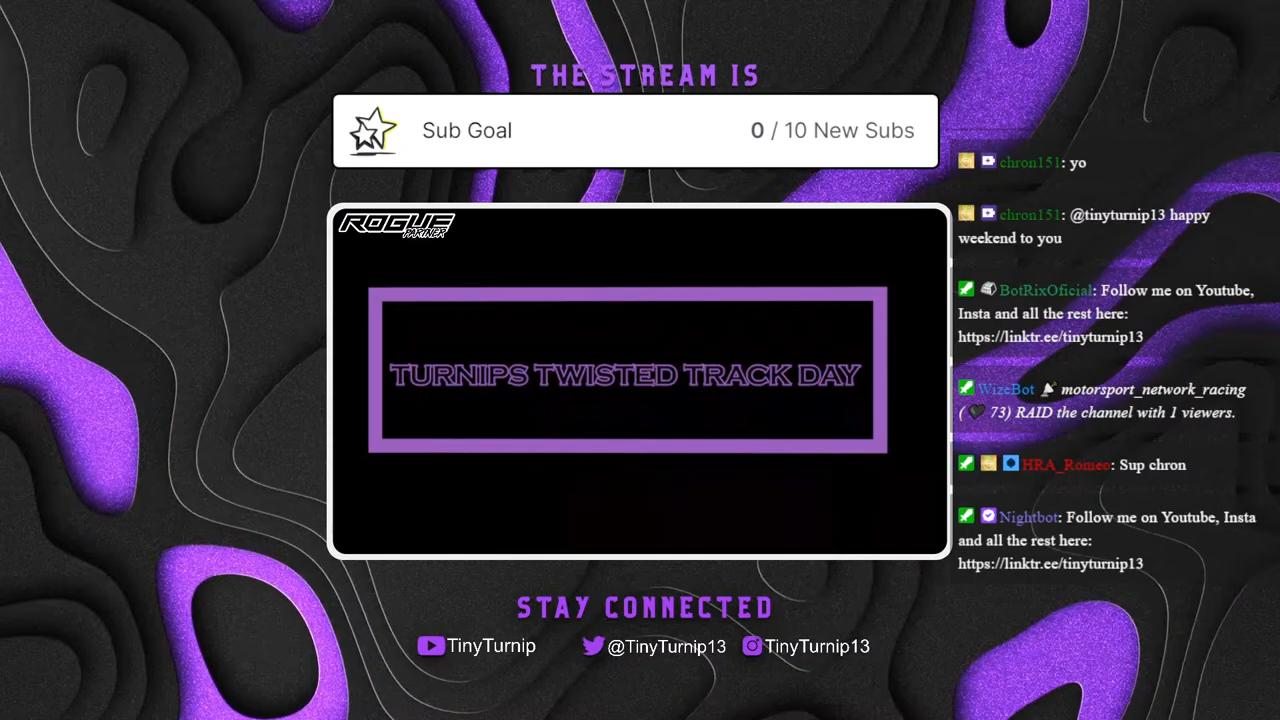 THE STREAM IS
Sub Goal
0 / 10 New Subs
ROGUE
PARTNER
TURNIPS TWISTED TRACK DAY
chron151: yo
chron151: @tinyturnip13 happy
weekend to you
BotRixOficial: Follow me on Youtube,
Insta and all the rest here:
https://linktr.ee/tinyturnip13
WizeBot motorsport_network_racing
( 73) RAID the channel with 1 viewers.
HRA_Romeo: Sup chron
Nightbot: Follow me on Youtube, Insta
and all the rest here:
https://linktr.ee/tinyturnip13
STAY CONNECTED
TinyTurnip
@TinyTurnip13
TinyTurnip13